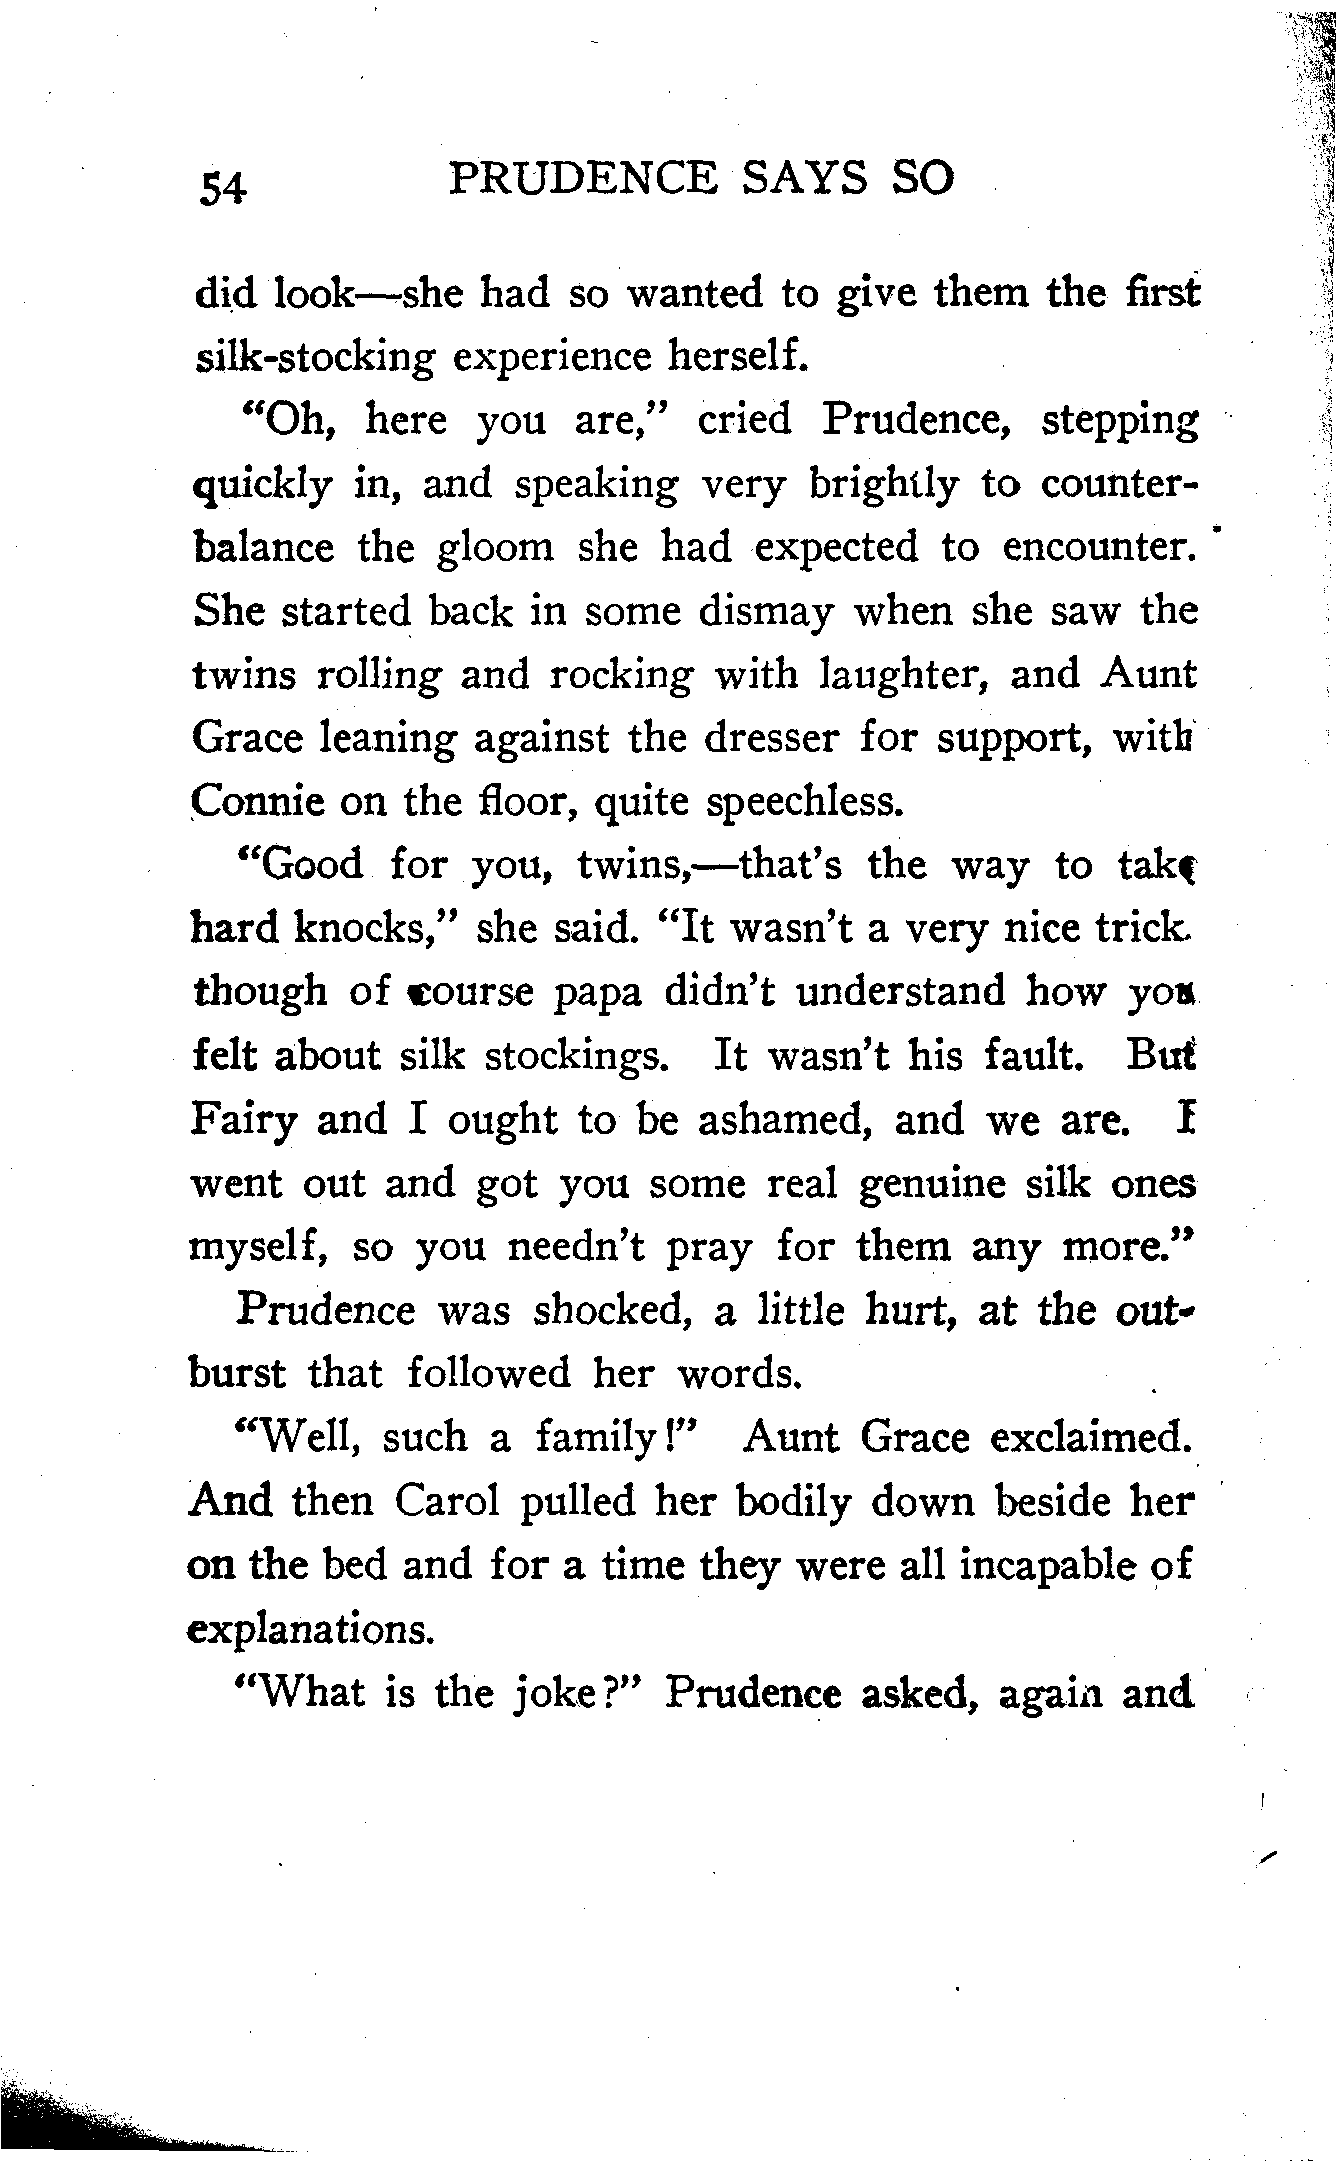 54 PRUDENCE SAYS SO
did look—she had so wanted to give them the first
silk-stocking experience herself.
“Oh, here you are,” cried Prudence, stepping
quickly in, and speaking very brightly to counter-
balance the gloom she had expected to encounter.
She started back in some dismay when she saw the
twins rolling and rocking with laughter, and Aunt
Grace leaning against the dresser for support, with
Connie on the floor, quite speechless.
“Good for you, twins,—that’s the way to take
hard knocks,” she said. “It wasn’t a very nice trick.
though of course papa didn’t understand how you
felt about silk stockings. It wasn’t his fault. But
Fairy and I ought to be ashamed, and we are. I
went out and got you some real genuine silk ones
myself, so you needn’t pray for them any more.”
Prudence was shocked, a little hurt, at the out-
burst that followed her words.
“Well, such a family!” Aunt Grace exclaimed.
And then Carol pulled her bodily down beside her
on the bed and for a time they were all incapable of
explanations.
“What is the joke?” Prudence asked, again and